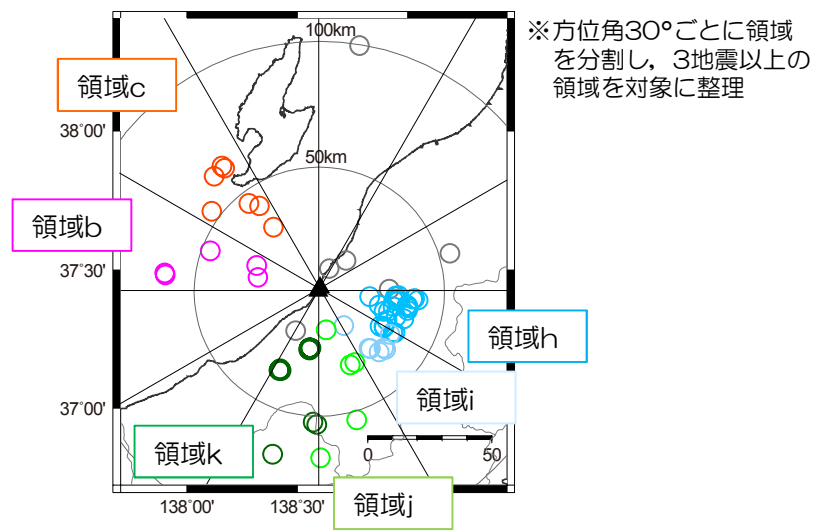 100km
※方位角30°ごとに領域
を分割し，3地震以上の
領域を対象に整理
領域c
38°00'
50km
領域b
37°30'
領域h
領域i
37°00'
領域k
0
50
領域j
138°00'
138°30'